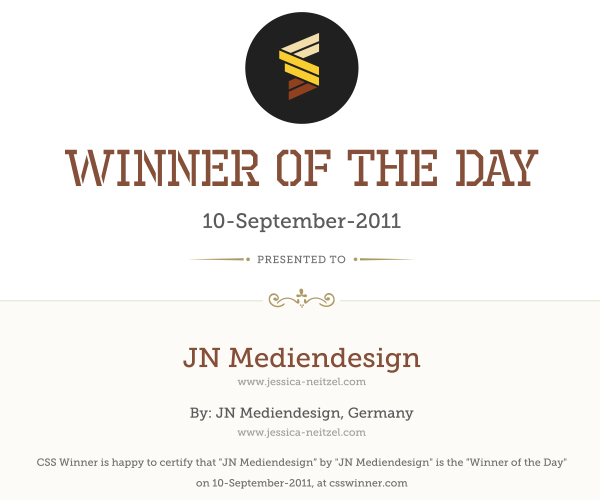 WINNER OF THE DAY
10-September-2011
PRESENTED TO
JN Mediendesign
www.jessica-neitzel.com
By: JN Mediendesign, Germany
www.jessica-neitzel.com
CSS Winner is happy to certify that "JN Mediendesign" by "JN Mediendesign" is the "Winner of the Day"
on 10-September-2011, at csswinner.com